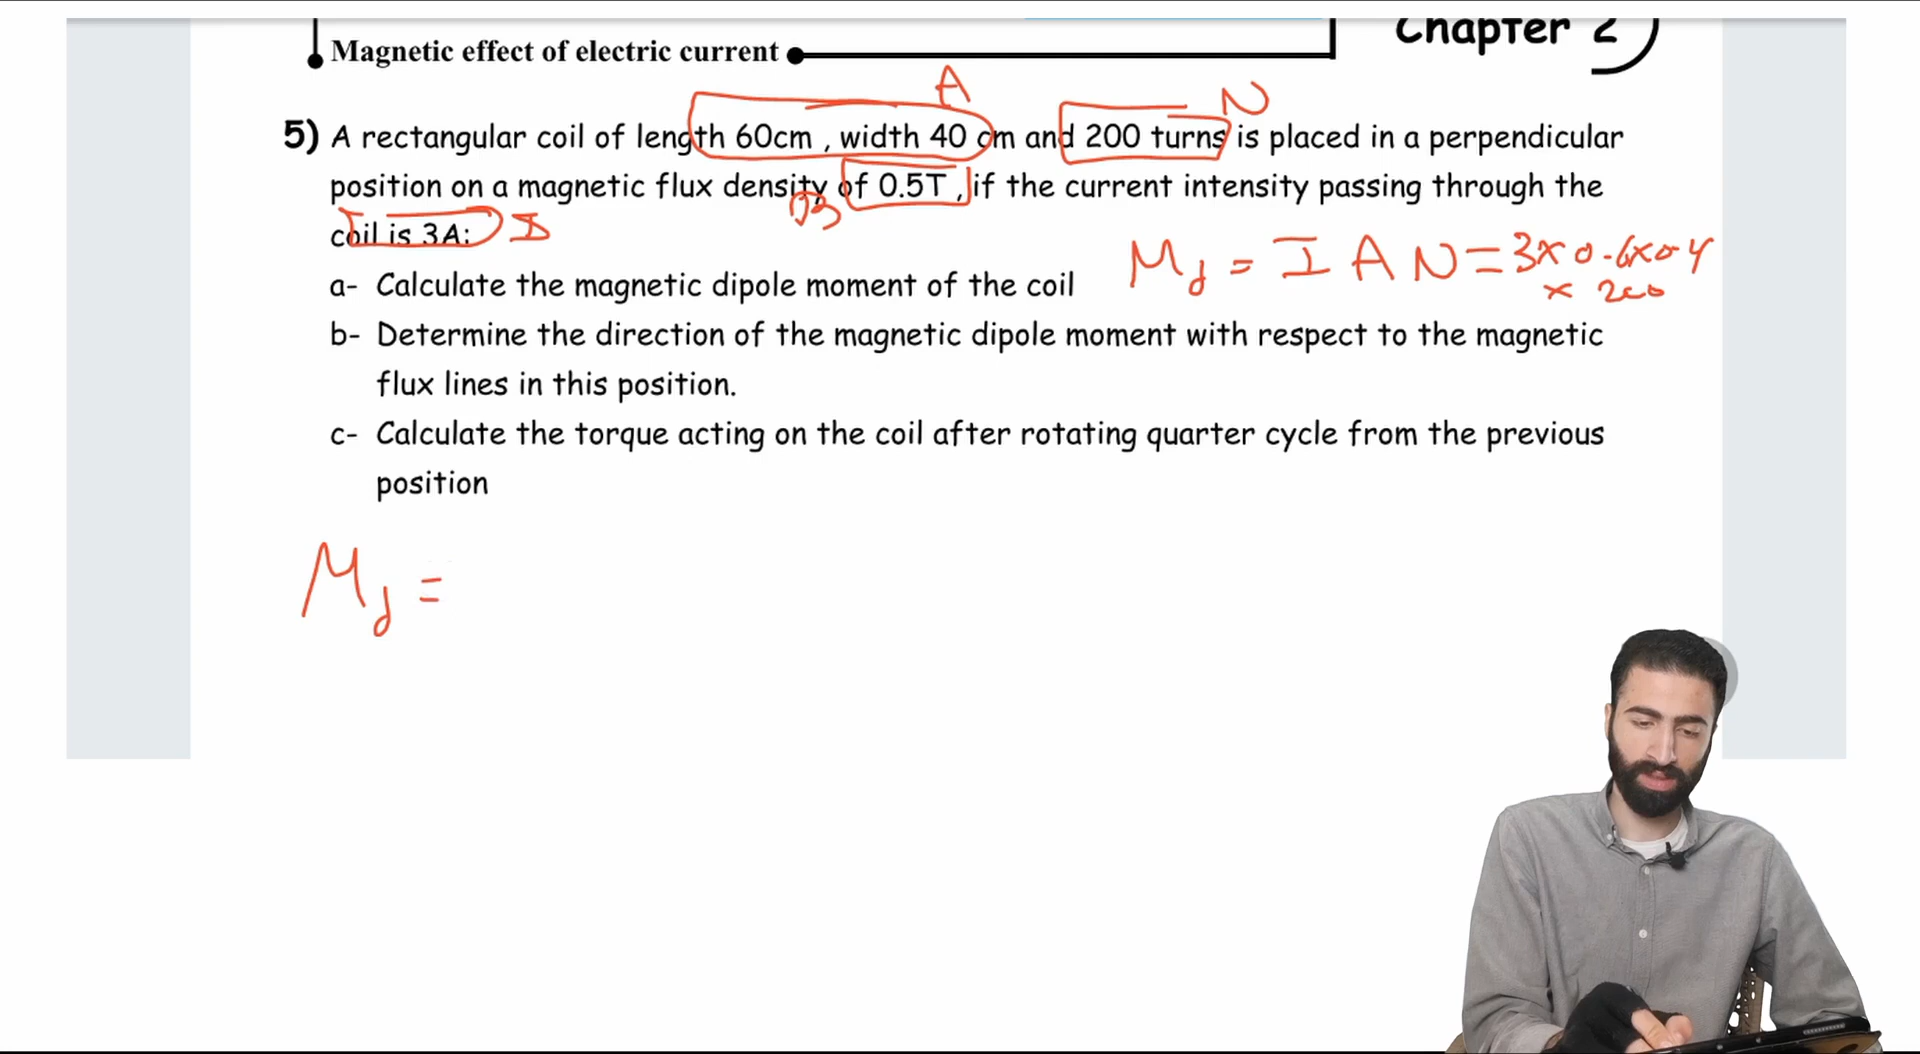 Chapter 2
Magnetic effect of electric current
A
N
5) A rectangular coil of length 60cm , width 40 cm and 200 turns is placed in a perpendicular
position on a magnetic flux density of 0.5T , if the current intensity passing through the
B
coil is 3A:
I
M d = I A N = 3 x 0.6 x 0.4
x 200
a- Calculate the magnetic dipole moment of the coil
b- Determine the direction of the magnetic dipole moment with respect to the magnetic
flux lines in this position.
c- Calculate the torque acting on the coil after rotating quarter cycle from the previous
position
M d =